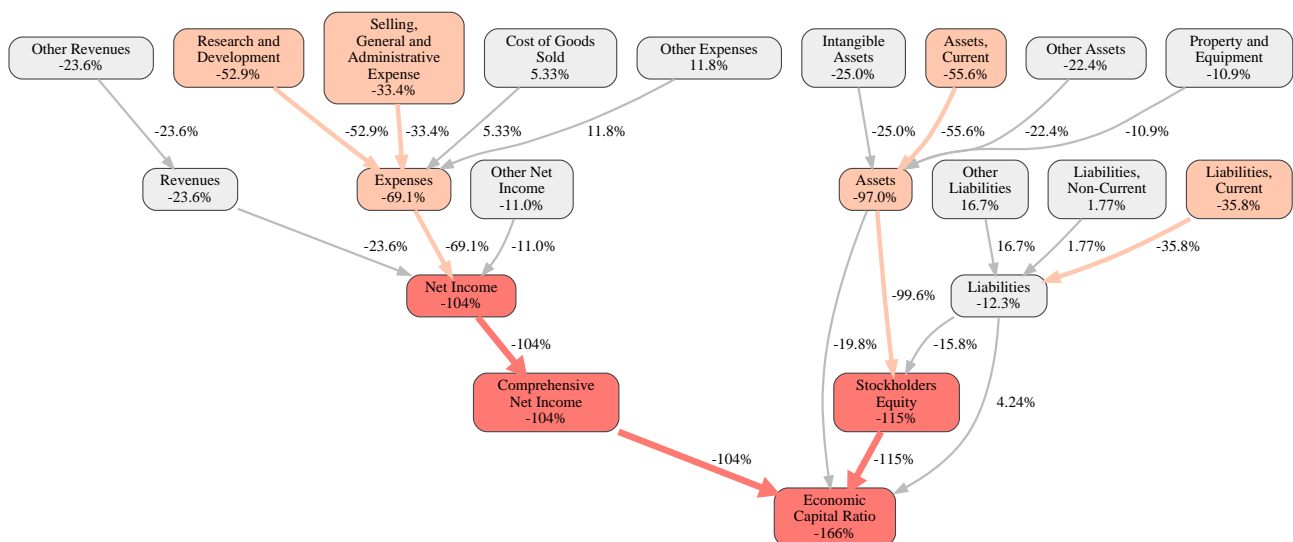 Other Revenues
-23.6%
Research and
Development
-52.9%
Selling,
General and
Administrative
Expense
-33.4%
Cost of Goods
Sold
5.33%
Other Expenses
11.8%
Intangible
Assets
-25.0%
Assets,
Current
-55.6%
Other Assets
-22.4%
Property and
Equipment
-10.9%
-23.6%
-52.9%
-33.4%
5.33%
11.8%
-25.0%
-55.6%
-22.4%
-10.9%
Revenues
-23.6%
Expenses
-69.1%
Other Net
Income
-11.0%
Assets
-97.0%
Other
Liabilities
16.7%
Liabilities,
Non-Current
1.77%
Liabilities,
Current
-35.8%
-23.6%
-69.1%
-11.0%
16.7%
1.77%
-35.8%
Net Income
-104%
-99.6%
Liabilities
-12.3%
-104%
-19.8%
-15.8%
Comprehensive
Net Income
-104%
Stockholders
Equity
-115%
4.24%
-104%
-115%
Economic
Capital Ratio
-166%